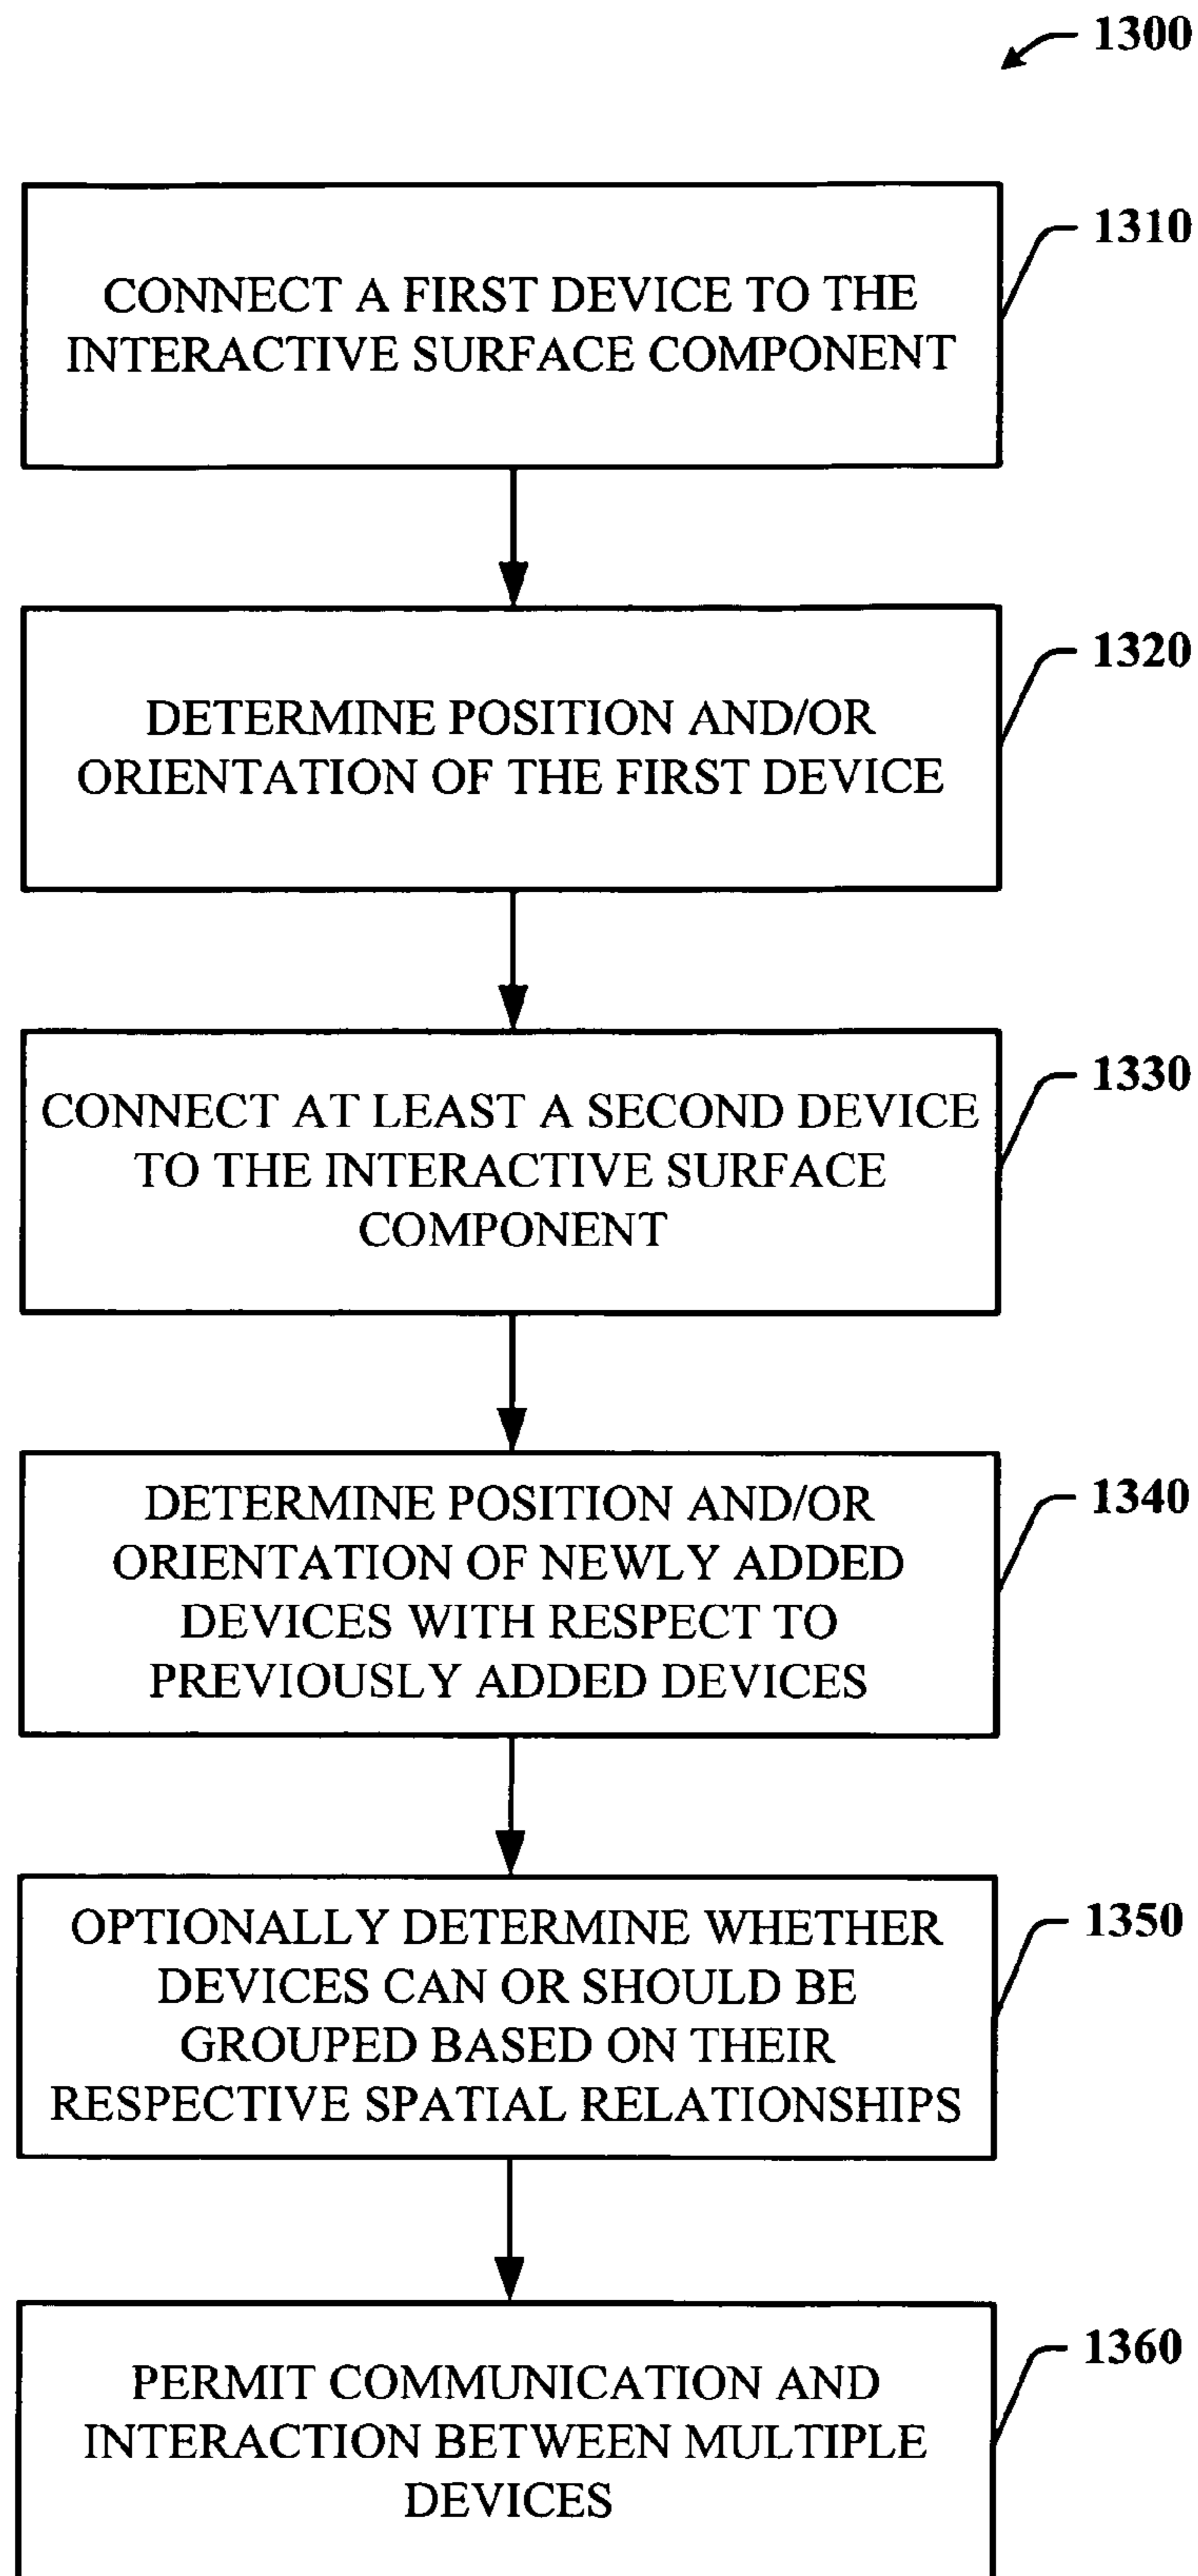 1300
CONNECT A FIRST DEVICE TO THE
INTERACTIVE SURFACE COMPONENT
1310
DETERMINE POSITION AND/OR
ORIENTATION OF THE FIRST DEVICE
1320
CONNECT AT LEAST A SECOND DEVICE
TO THE INTERACTIVE SURFACE
COMPONENT
1330
DETERMINE POSITION AND/OR
ORIENTATION OF NEWLY ADDED
DEVICES WITH RESPECT TO
PREVIOUSLY ADDED DEVICES
1340
OPTIONALLY DETERMINE WHETHER
DEVICES CAN OR SHOULD BE
GROUPED BASED ON THEIR
RESPECTIVE SPATIAL RELATIONSHIPS
1350
PERMIT COMMUNICATION AND
INTERACTION BETWEEN MULTIPLE
DEVICES
1360